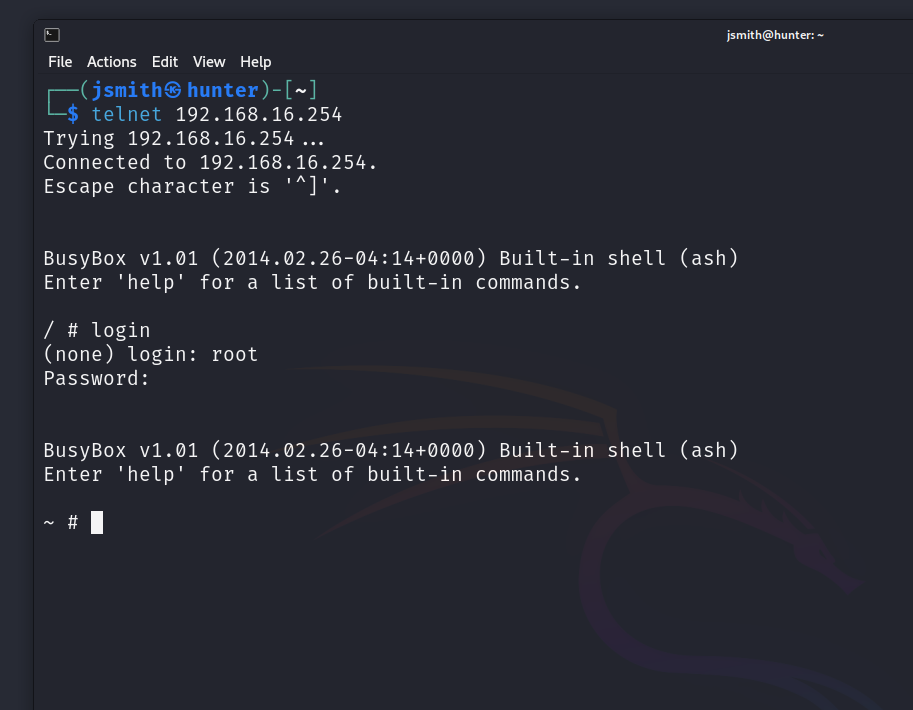 jsmith@hunter: ~
File Actions Edit View Help
┌──(jsmith㉿hunter)-[~]
└─$ telnet 192.168.16.254
Trying 192.168.16.254...
Connected to 192.168.16.254.
Escape character is '^]'.
BusyBox v1.01 (2014.02.26-04:14+0000) Built-in shell (ash)
Enter 'help' for a list of built-in commands.
/ # login
(none) login: root
Password:
BusyBox v1.01 (2014.02.26-04:14+0000) Built-in shell (ash)
Enter 'help' for a list of built-in commands.
~ #